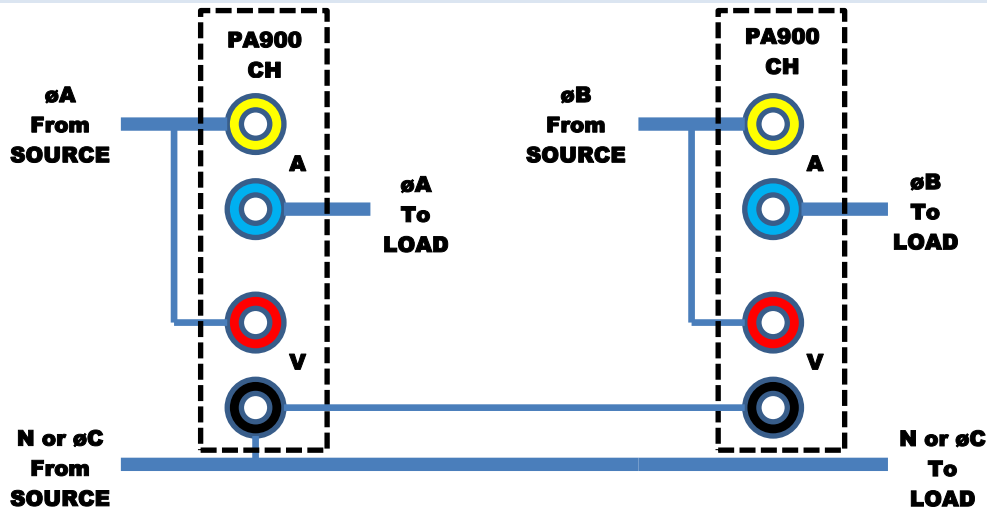 PA900
CH
øA
From
SOURCE
A
øA
To
LOAD
V
N or øC
From
SOURCE
PA900
CH
øB
From
SOURCE
A
øB
To
LOAD
V
N or øC
To
LOAD